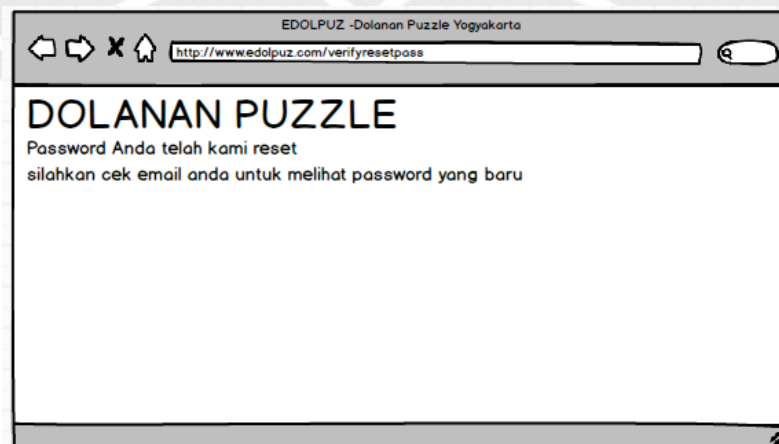 EDOLPUZ -Dolanan Puzzle Yogyakarta
http://www.edolpuz.com/verifyresetpass
DOLANAN PUZZLE
Password Anda telah kami reset
silahkan cek email anda untuk melihat password yang baru